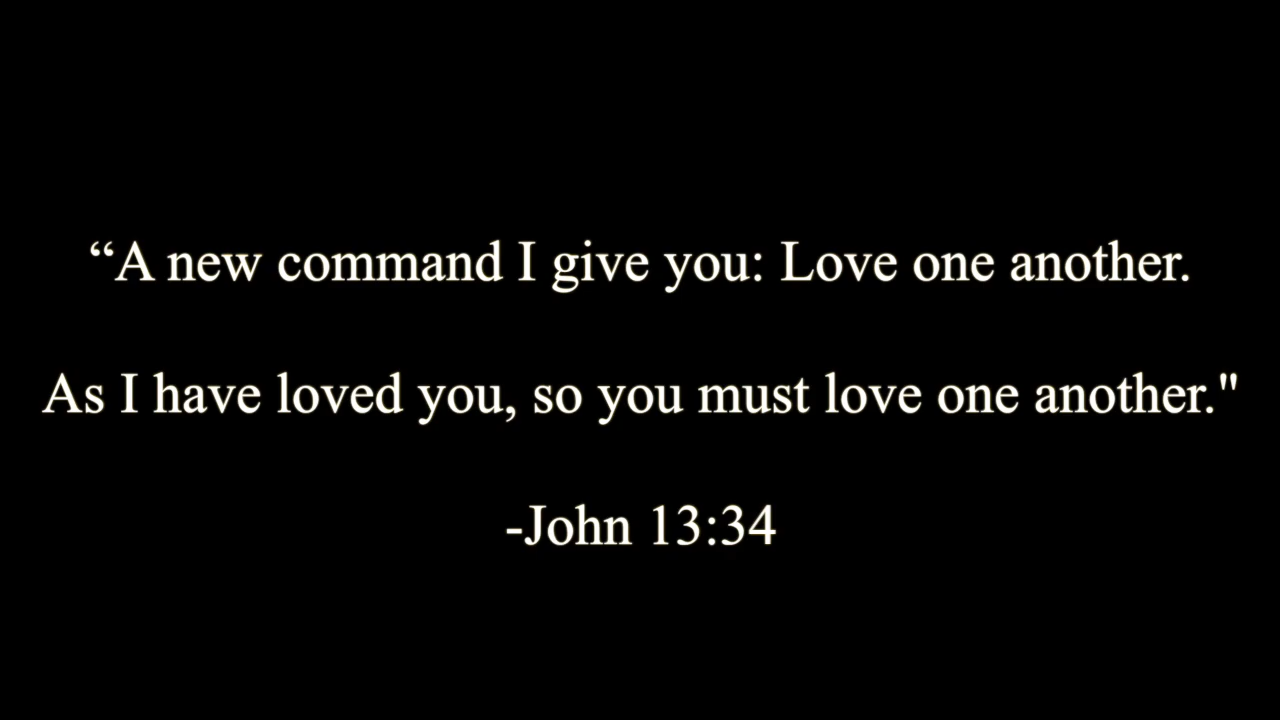 “A new command I give you: Love one another.
As I have loved you, so you must love one another."
-John 13:34